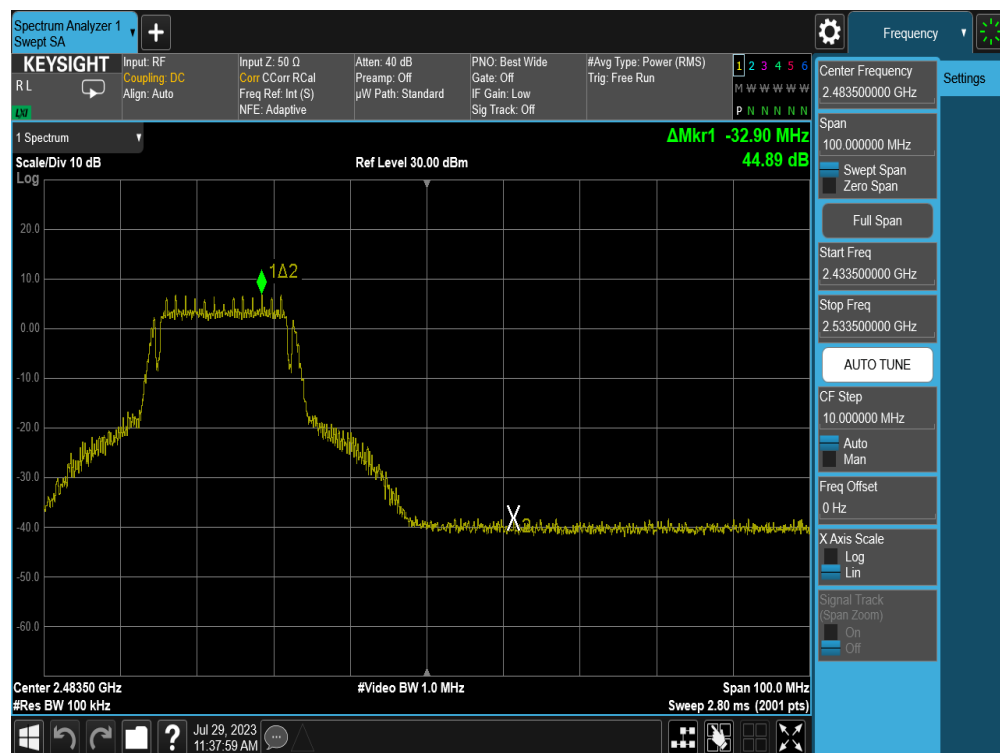 Spectrum Analyzer 1
Swept SA
Frequency
KEYSIGHT
R L
LXI
Input: RF
Coupling: DC
Align: Auto
Input Z: 50 Ω
Corr CCorr RCal
Freq Ref: Int (S)
NFE: Adaptive
Atten: 40 dB
Preamp: Off
µW Path: Standard
PNO: Best Wide
Gate: Off
IF Gain: Low
Sig Track: Off
#Avg Type: Power (RMS)
Trig: Free Run
1 2 3 4 5 6
M W W W W W
P N N N N N
1 Spectrum
Scale/Div 10 dB
Log
Ref Level 30.00 dBm
ΔMkr1 -32.90 MHz
44.89 dB
20.0
10.0
0.00
-10.0
-20.0
-30.0
-40.0
-50.0
-60.0
1Δ2
X2
Center 2.48350 GHz
#Res BW 100 kHz
#Video BW 1.0 MHz
Span 100.0 MHz
Sweep 2.80 ms (2001 pts)
Jul 29, 2023
11:37:59 AM
Settings
Center Frequency
2.483500000 GHz
Span
100.000000 MHz
Swept Span
Zero Span
Full Span
Start Freq
2.433500000 GHz
Stop Freq
2.533500000 GHz
AUTO TUNE
CF Step
10.000000 MHz
Auto
Man
Freq Offset
0 Hz
X Axis Scale
Log
Lin
Signal Track
(Span Zoom)
On
Off